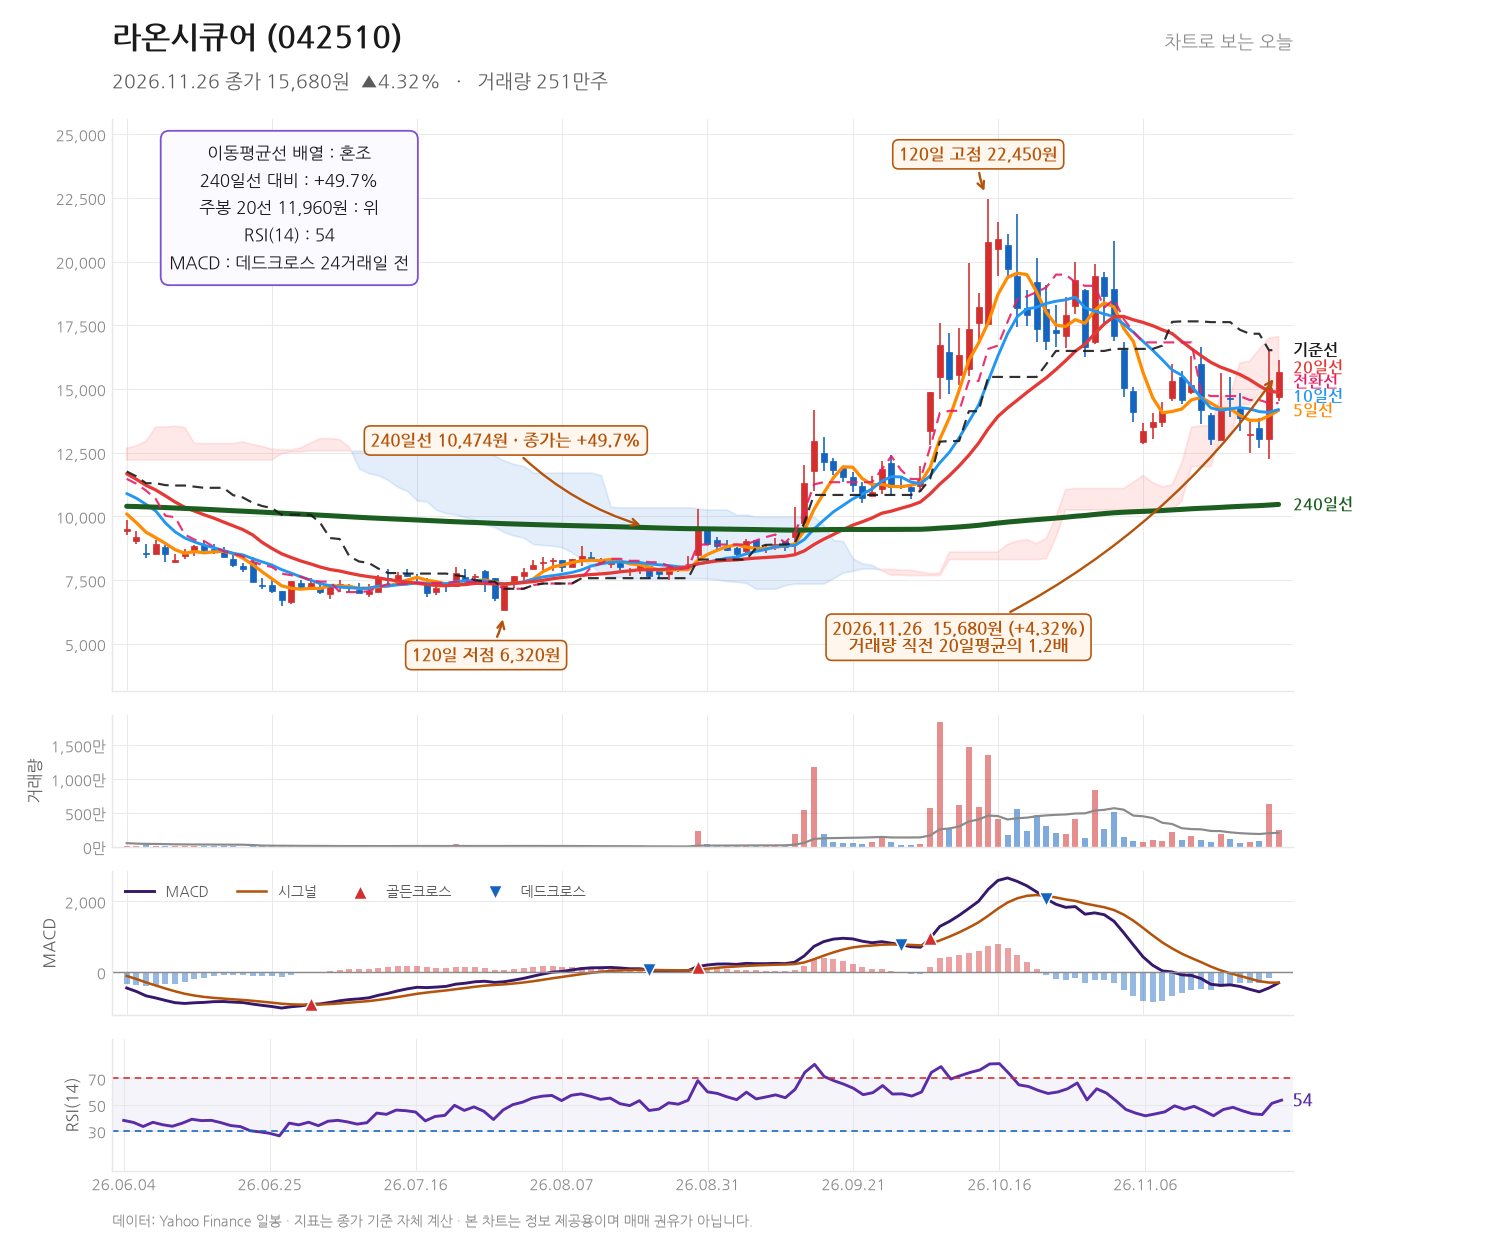 라온시큐어 (042510)
차트로 보는 오늘
2026.11.26 종가 15,680원 ▲4.32% · 거래량 251만주
25,000
22,500
20,000
17,500
15,000
12,500
10,000
7,500
5,000
이동평균선 배열 : 혼조
240일선 대비 : +49.7%
주봉 20선 11,960원 : 위
RSI(14) : 54
MACD : 데드크로스 24거래일 전
120일 고점 22,450원
240일선 10,474원 · 종가는 +49.7%
120일 저점 6,320원
2026.11.26 15,680원 (+4.32%)
거래량 직전 20일평균의 1.2배
기준선
20일선
전환선
10일선
5일선
240일선
거래량
1,500만
1,000만
500만
0만
MACD
MACD
시그널
골든크로스
데드크로스
2,000
0
RSI(14)
70
50
30
54
26.06.04
26.06.25
26.07.16
26.08.07
26.08.31
26.09.21
26.10.16
26.11.06
데이터: Yahoo Finance 일봉 · 지표는 종가 기준 자체 계산 · 본 차트는 정보 제공용이며 매매 권유가 아닙니다.